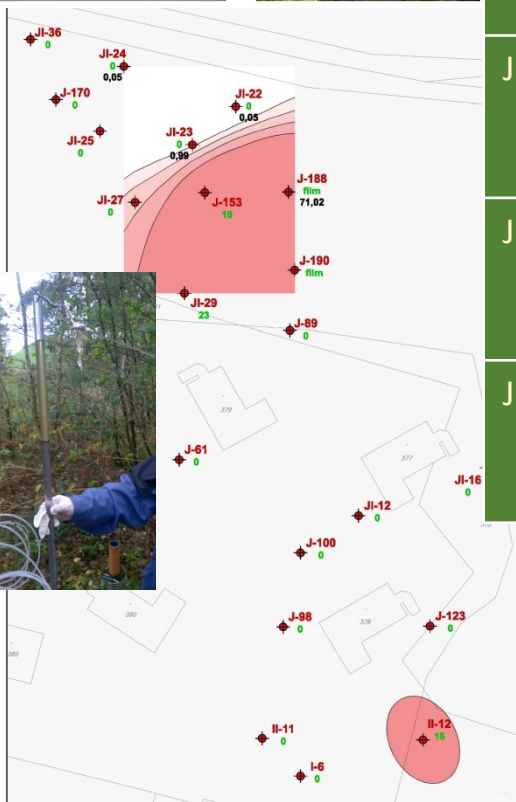 JI-36
0
JI-24
0
0,05
J-170
0
JI-25
0
JI-22
0
0,05
JI-23
0
0,99
JI-27
0
J-153
19
J-188
film
71,02
J-190
film
JI-29
23
J-89
0
379
J-61
0
377
JI-16
0
JI-12
0
J-100
0
380
378
J-98
0
J-123
0
385
II-12
16
II-11
0
I-6
0
J
J
J